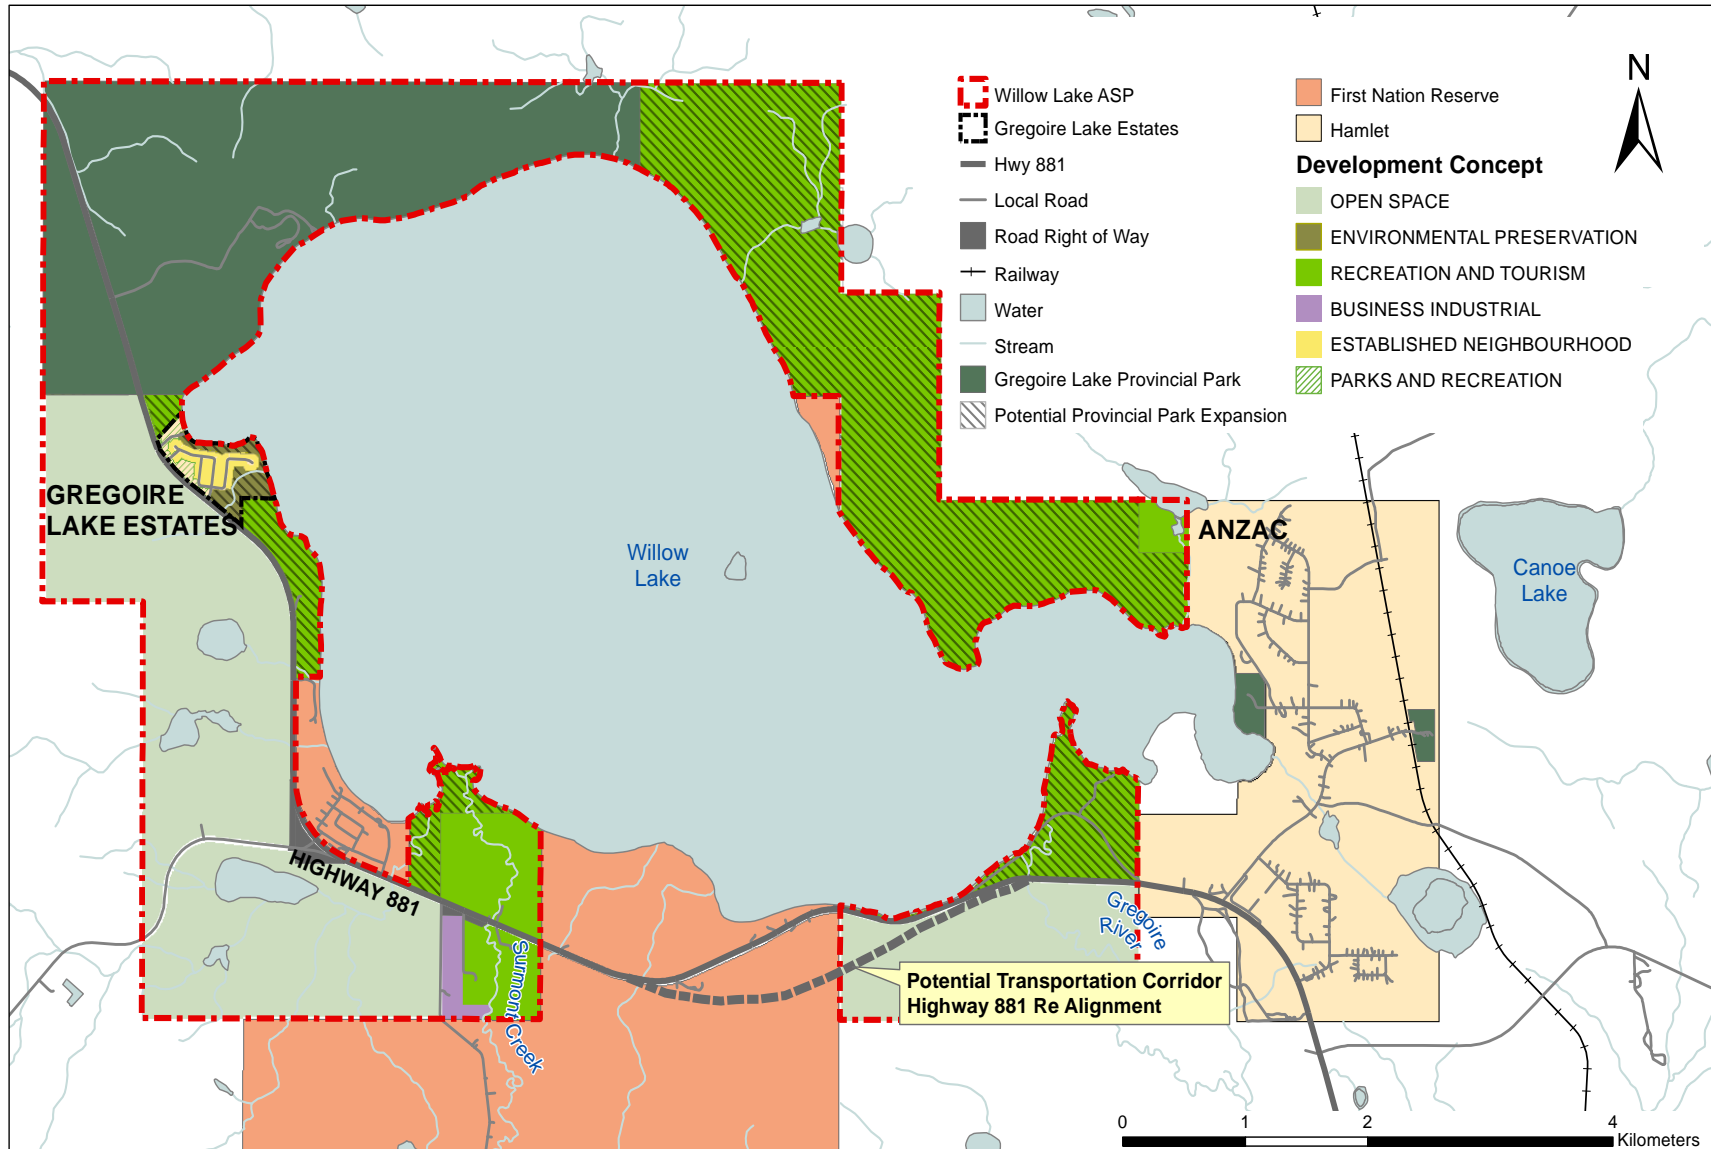 N
Willow Lake ASP
Gregoire Lake Estates
Hwy 881
Local Road
Road Right of Way
Railway
Water
Stream
Gregoire Lake Provincial Park
Potential Provincial Park Expansion
First Nation Reserve
Hamlet
Development Concept
OPEN SPACE
ENVIRONMENTAL PRESERVATION
RECREATION AND TOURISM
BUSINESS INDUSTRIAL
ESTABLISHED NEIGHBOURHOOD
PARKS AND RECREATION
GREGOIRE
LAKE ESTATES
ANZAC
Willow
Lake
Canoe
Lake
HIGHWAY 881
Gregoire
River
Surmont Creek
Potential Transportation Corridor
Highway 881 Re Alignment
0 1 2 4
Kilometers